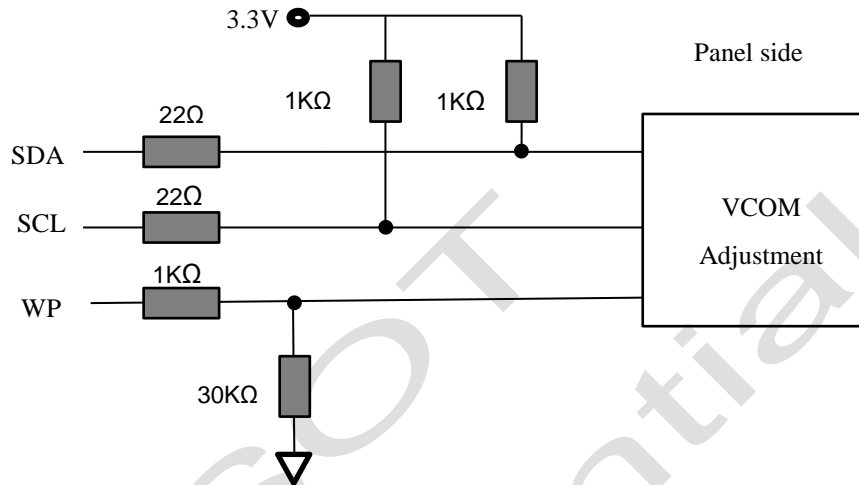 3.3V
Panel side
1KΩ
1KΩ
22Ω
SDA
22Ω
SCL
VCOM
Adjustment
1KΩ
WP
30KΩ